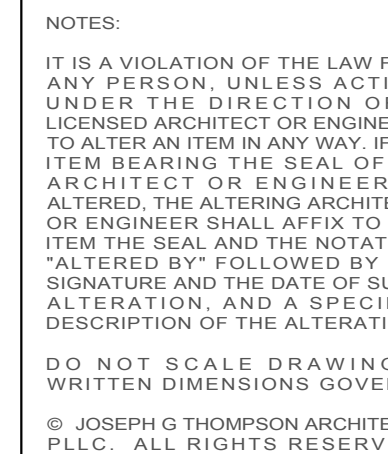 NOTES:
IT IS A VIOLATION OF THE LAW
ANY PERSON, UNLESS
UNDER THE DIRECTION
LICENSED ARCHITECT OR
TO ALTER AN ITEM IN ANY WAY. IF
ITEM BEARING THE SEAL OF
ARCHITECT OR ENGINEER
ALTERED, THE ALTERING
OR ENGINEER SHALL AFFIX TO
ITEM THE SEAL AND THE
"ALTERED BY" FOLLOWED BY
SIGNATURE AND THE DATE OF
ALTERATION, AND A
DESCRIPTION OF THE
DO NOT SCALE
WRITTEN DIMENSIONS
© JOSEPH G THOMPSON
PLLC. ALL RIGHTS